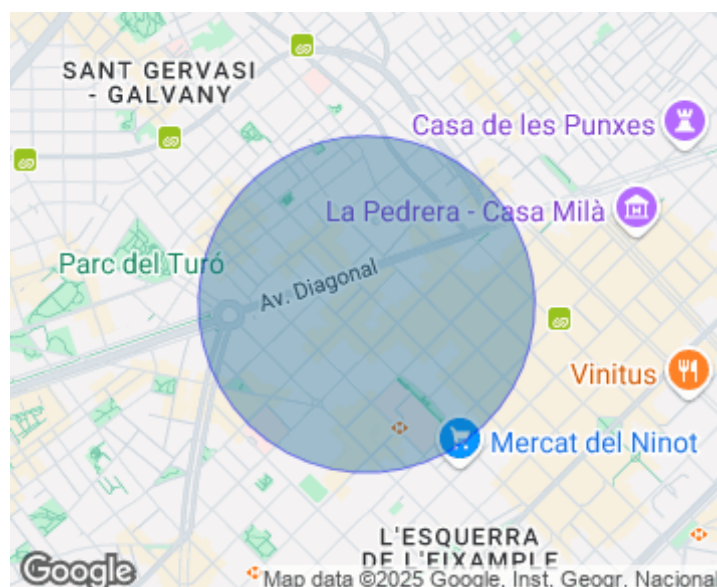 SANT GERVASI
- GALVANY
Casa de les Punxes
La Pedrera - Casa Milà
Parc del Turó
Av. Diagonal
Vinitus
Mercat del Ninot
L'ESQUERRA
DE L'EIXAMPLE
Google
Map data ©2025 Google, Inst. Geogr. Nacional